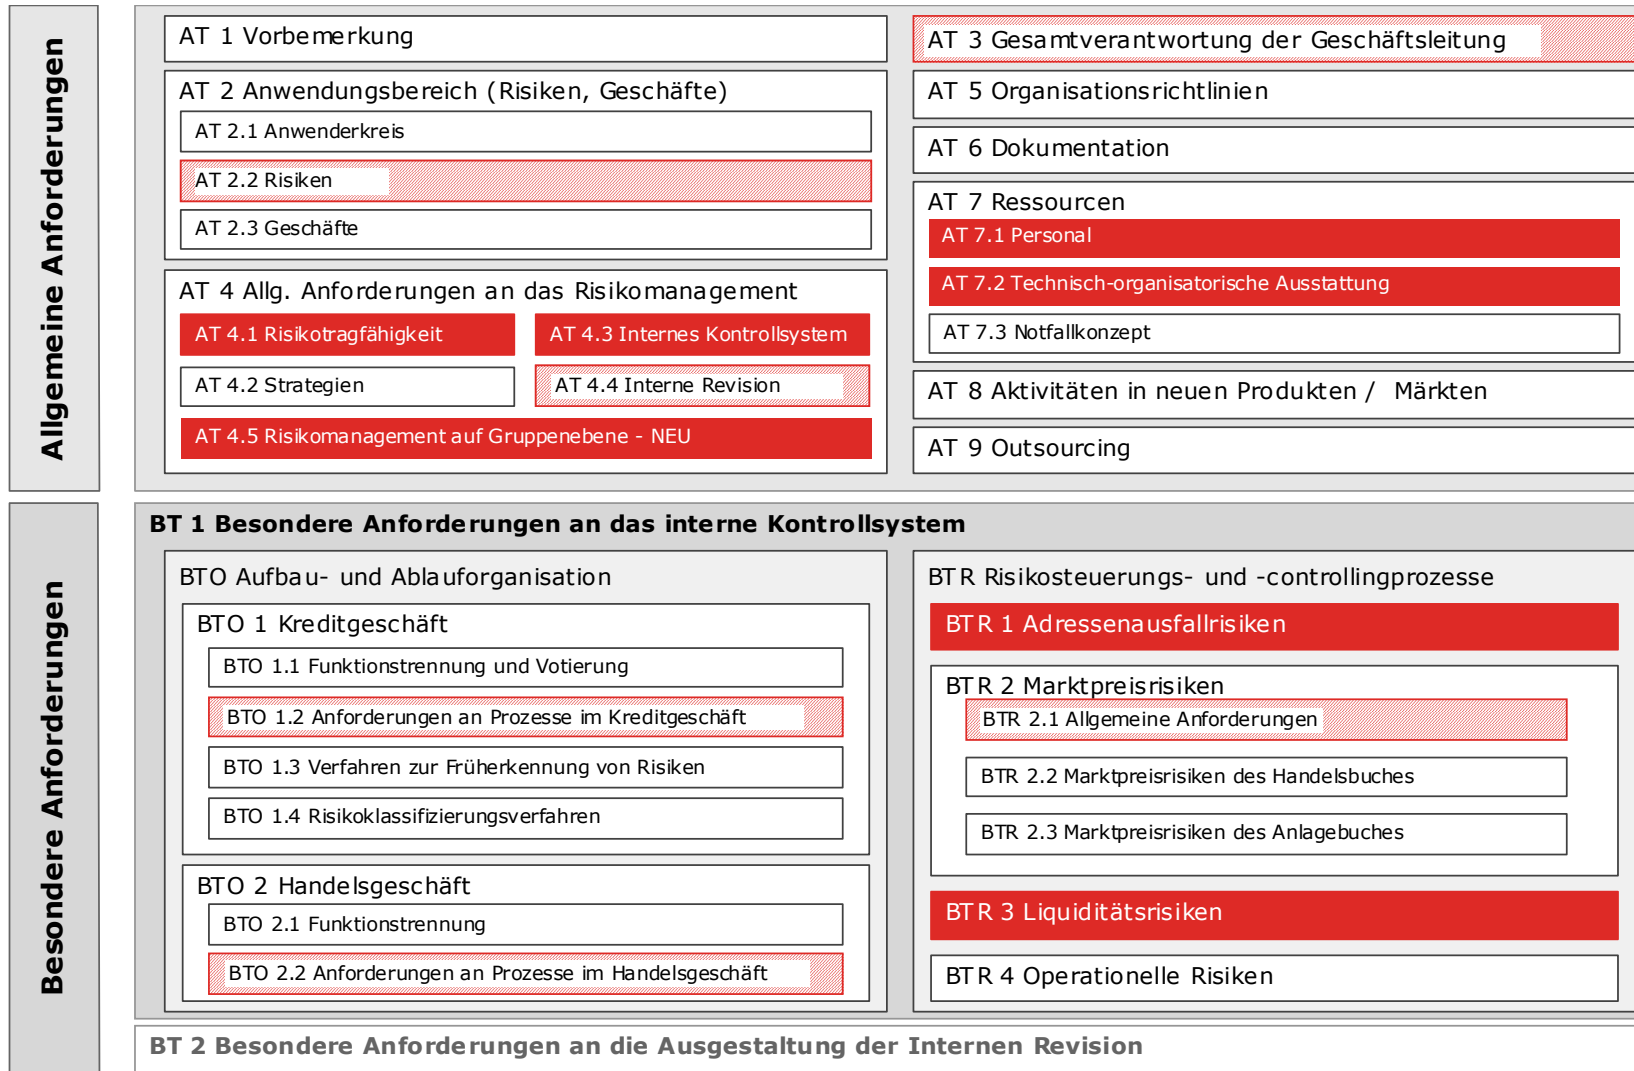 Allgemeine Anforderungen
AT 1 Vorbemerkung
AT 2 Anwendungsbereich (Risiken, Geschäfte)
AT 2.1 Anwenderkreis
AT 2.2 Risiken
AT 2.3 Geschäfte
AT 4 Allg. Anforderungen an das Risikomanagement
AT 4.1 Risikotragfähigkeit
AT 4.3 Internes Kontrollsystem
AT 4.2 Strategien
AT 4.4 Interne Revision
AT 4.5 Risikomanagement auf Gruppenebene - NEU
AT 3 Gesamtverantwortung der Geschäftsleitung
AT 5 Organisationsrichtlinien
AT 6 Dokumentation
AT 7 Ressourcen
AT 7.1 Personal
AT 7.2 Technisch-organisatorische Ausstattung
AT 7.3 Notfallkonzept
AT 8 Aktivitäten in neuen Produkten / Märkten
AT 9 Outsourcing
Besondere Anforderungen
BT 1 Besondere Anforderungen an das interne Kontrollsystem
BTO Aufbau- und Ablauforganisation
BTO 1 Kreditgeschäft
BTO 1.1 Funktionstrennung und Votierung
BTO 1.2 Anforderungen an Prozesse im Kreditgeschäft
BTO 1.3 Verfahren zur Früherkennung von Risiken
BTO 1.4 Risikoklassifizierungsverfahren
BTO 2 Handelsgeschäft
BTO 2.1 Funktionstrennung
BTO 2.2 Anforderungen an Prozesse im Handelsgeschäft
BTR Risikosteuerungs- und -controllingprozesse
BTR 1 Adressenausfallrisiken
BTR 2 Marktpreisrisiken
BTR 2.1 Allgemeine Anforderungen
BTR 2.2 Marktpreisrisiken des Handelsbuches
BTR 2.3 Marktpreisrisiken des Anlagebuches
BTR 3 Liquiditätsrisiken
BTR 4 Operationelle Risiken
BT 2 Besondere Anforderungen an die Ausgestaltung der Internen Revision